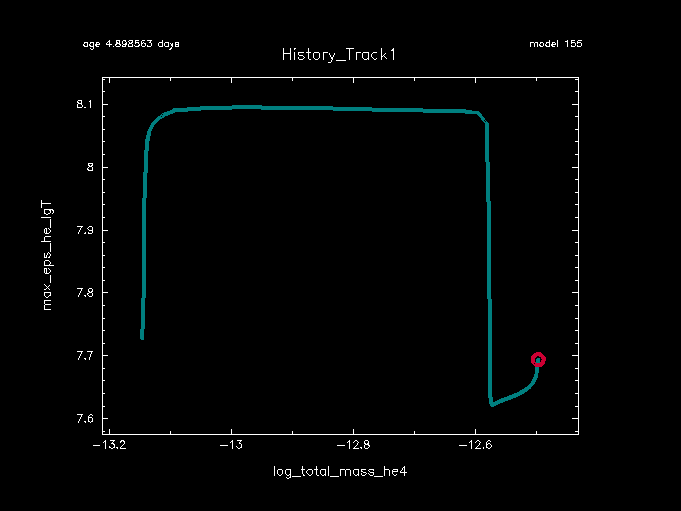 age 4.898563 days
model 155
History_Track1
8.1
8
7.9
7.8
7.7
7.6
max_eps_he_lgT
−13.2
−13
−12.8
−12.6
log_total_mass_he4